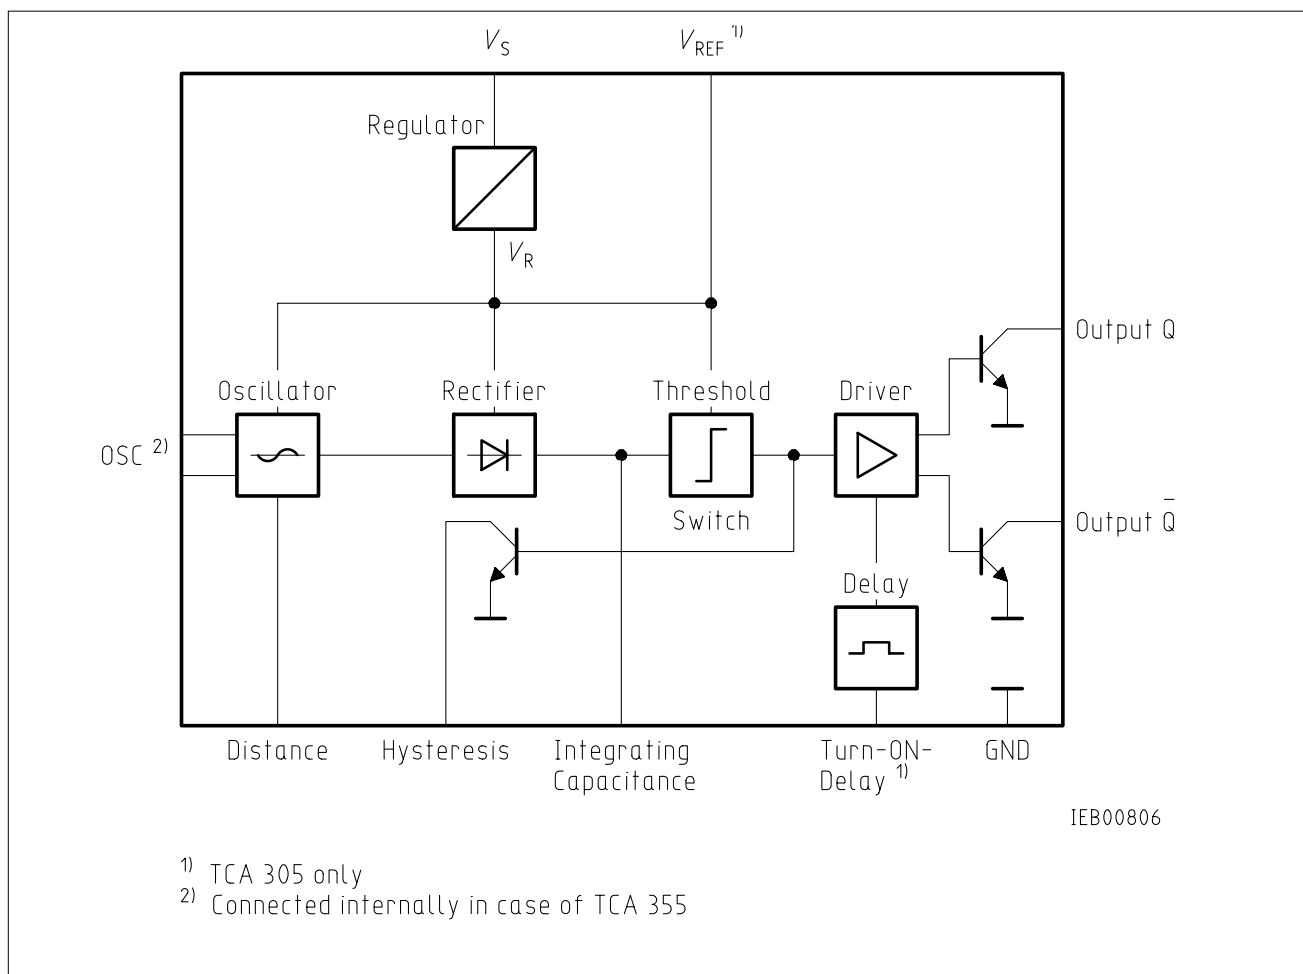 V_S
V_REF 1)
Regulator
V_R
Output Q
Oscillator
Rectifier
Threshold
Driver
OSC 2)
Switch
Output Q̅
Delay
Distance
Hysteresis
Integrating
Capacitance
Turn-ON-
Delay 1)
GND
IEB00806
1) TCA 305 only
2) Connected internally in case of TCA 355